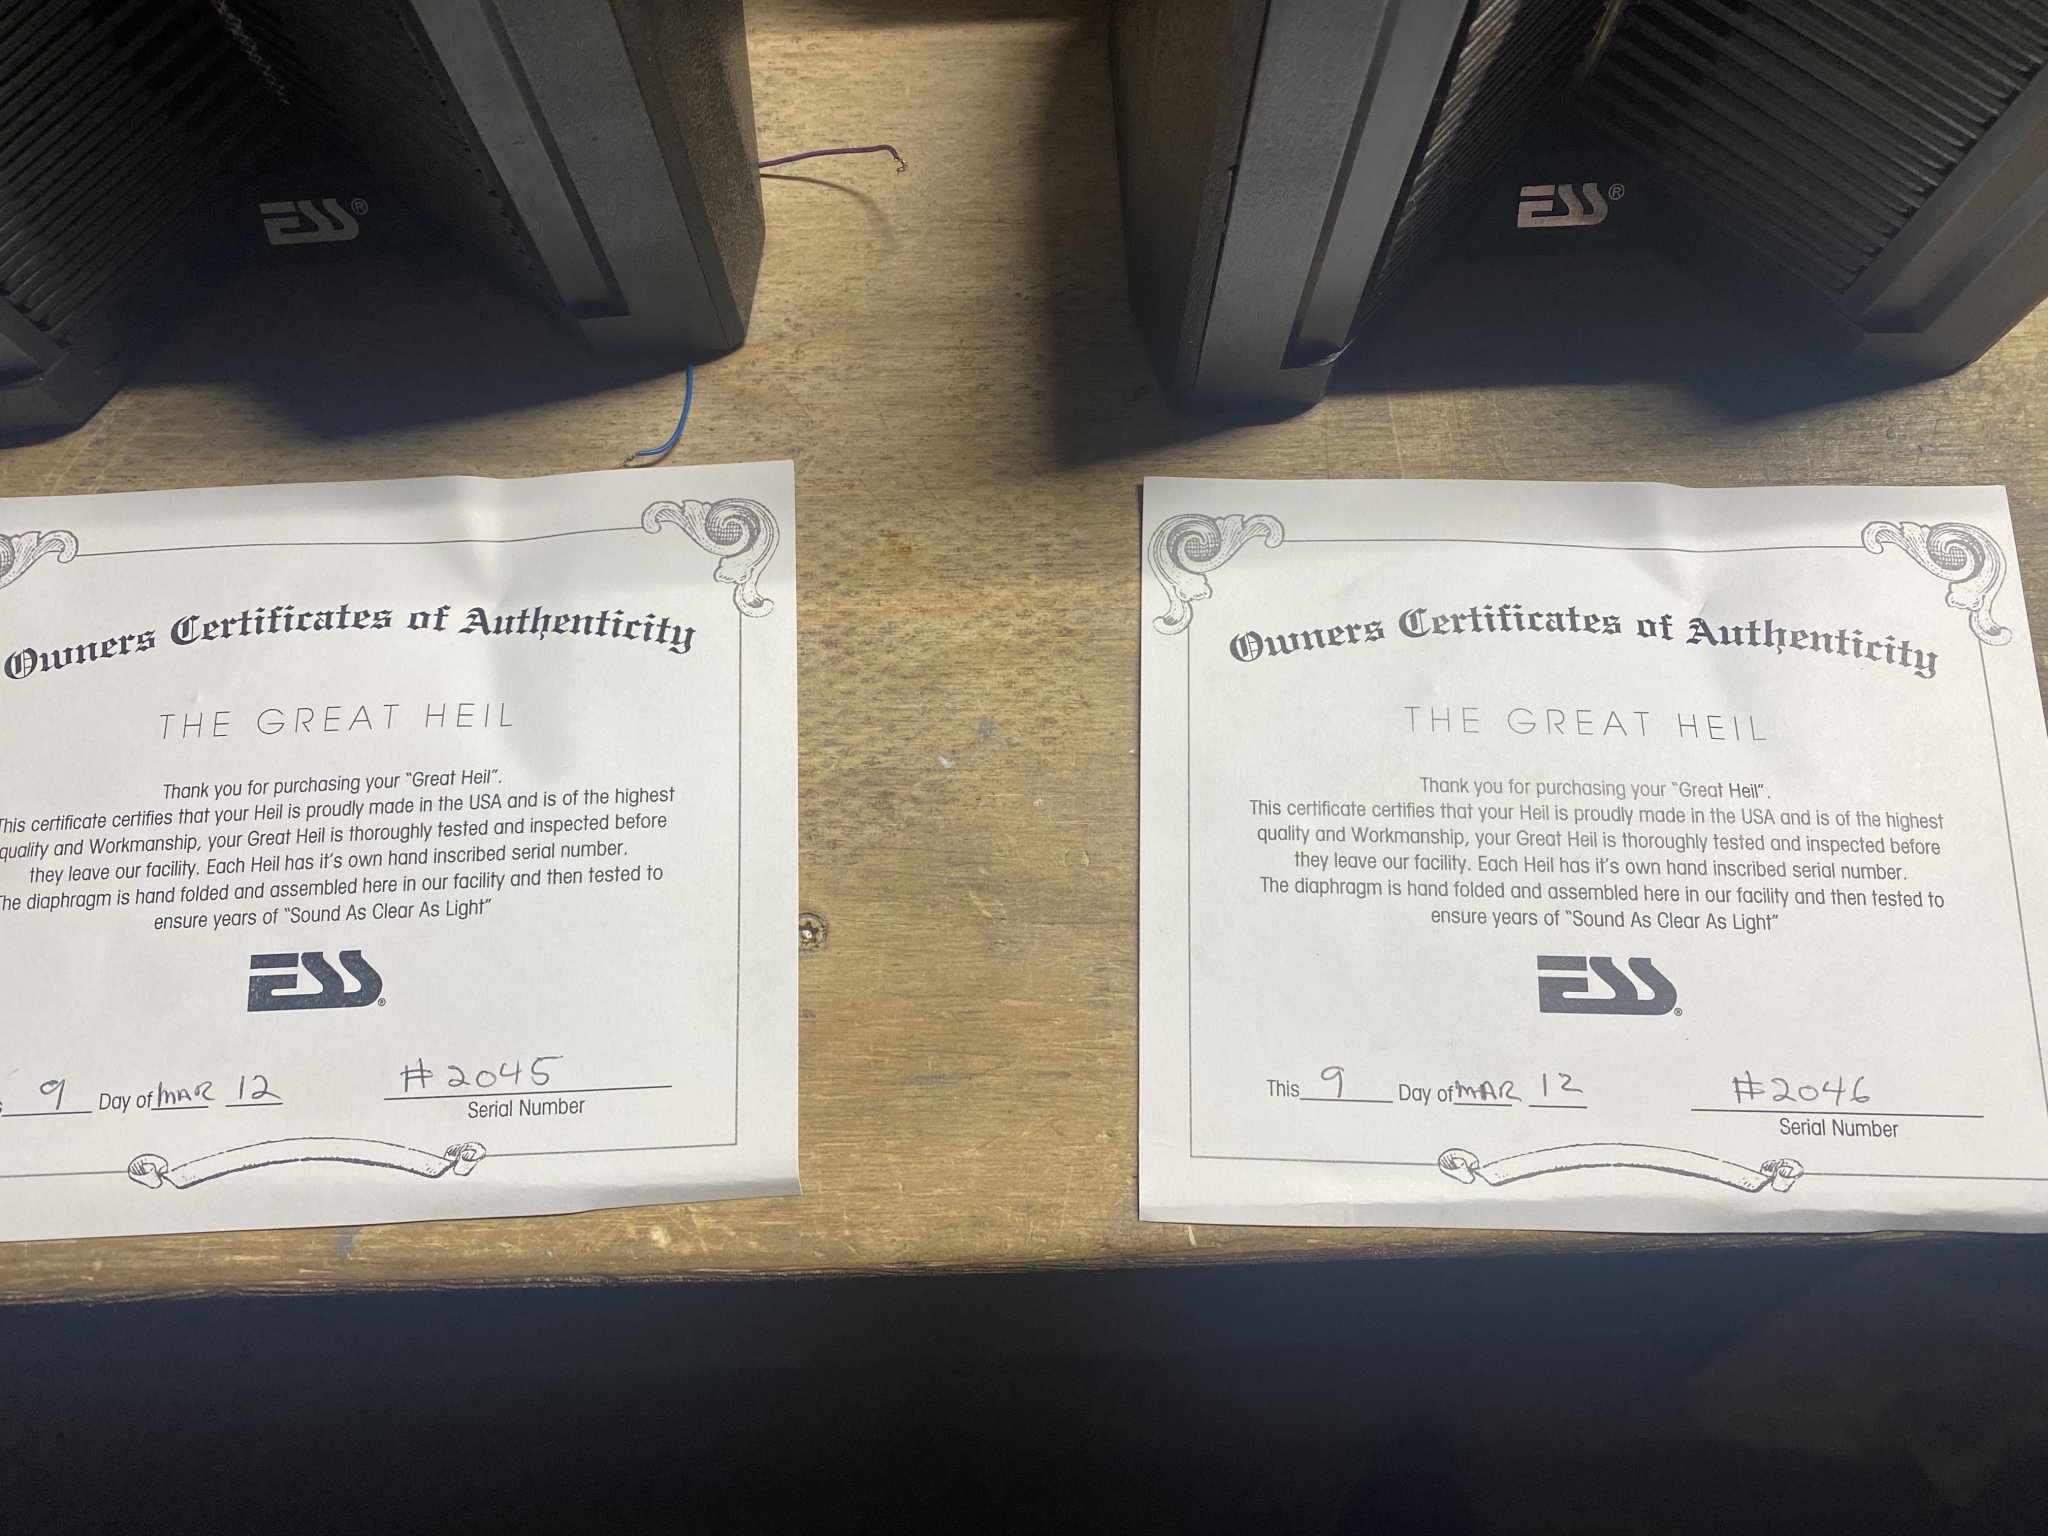 ESS®
ESS®
Owners Certificates of Authenticity
THE GREAT HEIL
Thank you for purchasing your "Great Heil".
This certificate certifies that your Heil is proudly made in the USA and is of the highest
quality and Workmanship, your Great Heil is thoroughly tested and inspected before
they leave our facility. Each Heil has it's own hand inscribed serial number.
The diaphragm is hand folded and assembled here in our facility and then tested to
ensure years of "Sound As Clear As Light"
ESS®
9 Day of MAR 12
#2045
Serial Number
Owners Certificates of Authenticity
THE GREAT HEIL
Thank you for purchasing your "Great Heil".
This certificate certifies that your Heil is proudly made in the USA and is of the highest
quality and Workmanship, your Great Heil is thoroughly tested and inspected before
they leave our facility. Each Heil has it's own hand inscribed serial number.
The diaphragm is hand folded and assembled here in our facility and then tested to
ensure years of "Sound As Clear As Light"
ESS®
This 9 Day of MAR 12
#2046
Serial Number